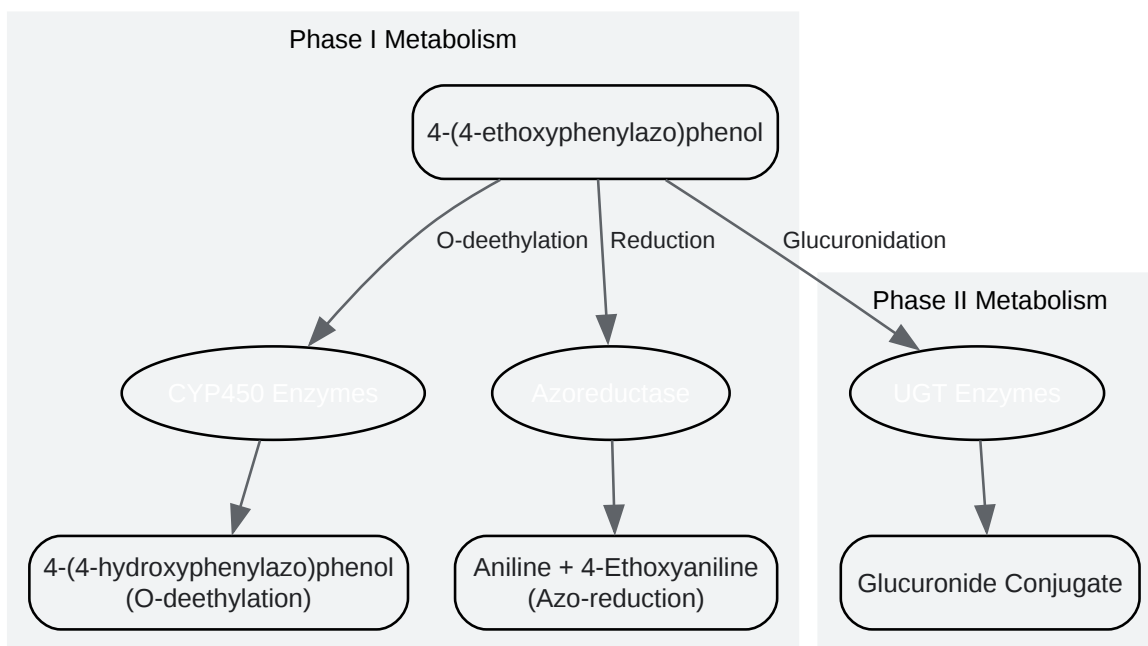 Phase I Metabolism
4-(4-ethoxyphenylazo)phenol
O-deethylation
Reduction
Glucuronidation
Phase II Metabolism
CYP450 Enzymes
Azoreductase
UGT Enzymes
4-(4-hydroxyphenylazo)phenol
(O-deethylation)
Aniline + 4-Ethoxyaniline
(Azo-reduction)
Glucuronide Conjugate